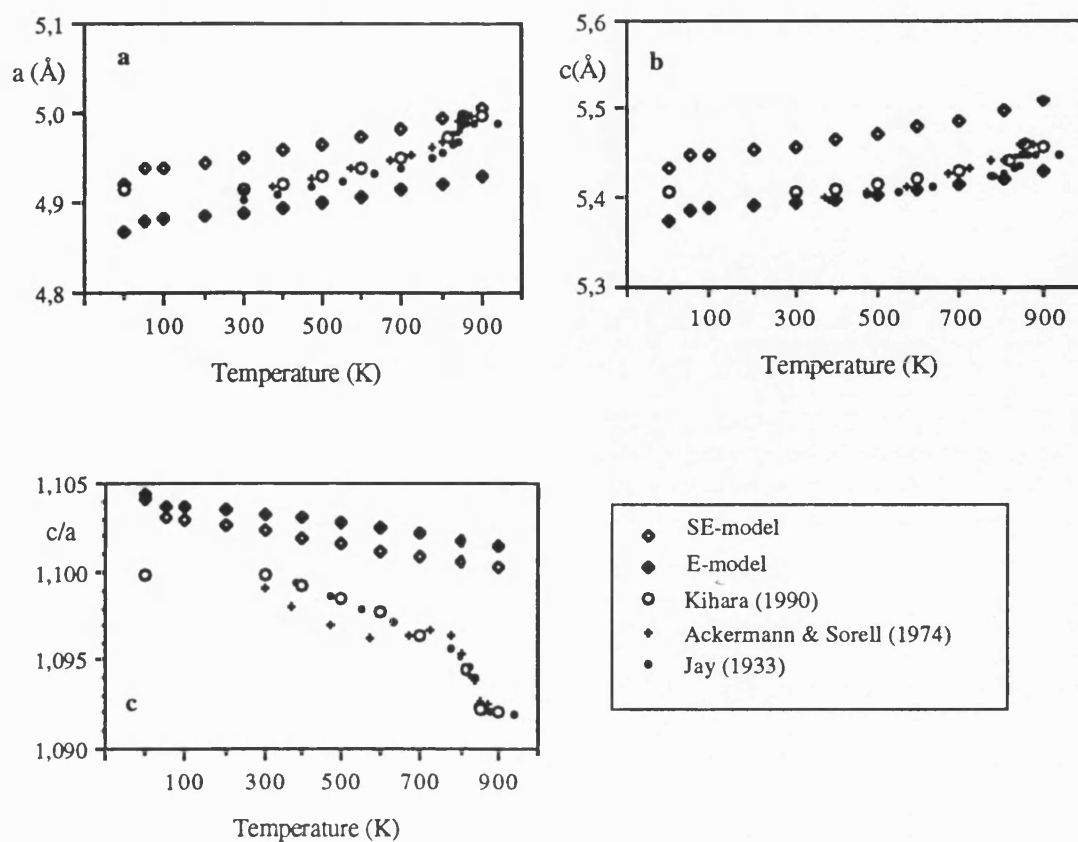 5,1
a
a (Å)
5,0
4,9
4,8
100 300 500 700 900
Temperature (K)
5,6
b
c(Å)
5,5
5,4
5,3
100 300 500 700 900
Temperature (K)
1,105
c/a
1,100
1,095
c
1,090
100 300 500 700 900
Temperature (K)
SE-model
E-model
Kihara (1990)
Ackermann & Sorell (1974)
Jay (1933)